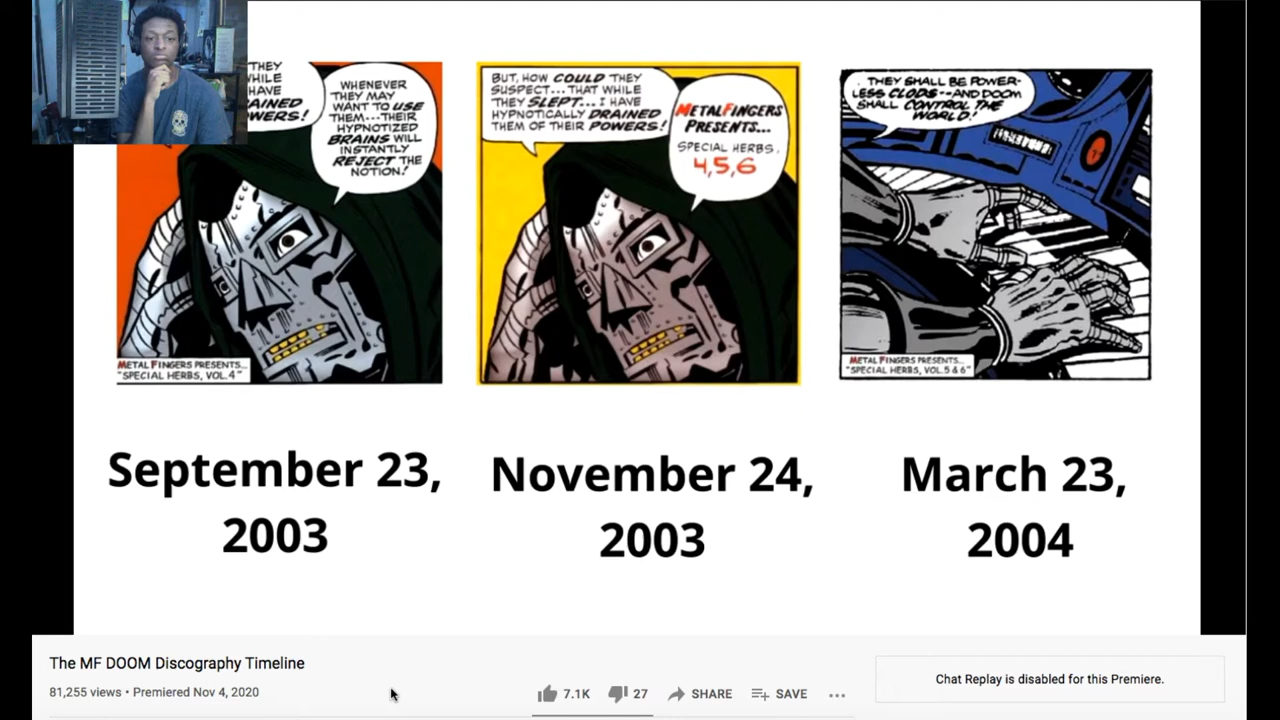 THEY
WHILE
HAVE
AINED
WERS!
WHENEVER
THEY MAY
WANT TO USE
THEM...THEIR
HYPNOTIZED
BRAINS WILL
INSTANTLY
REJECT THE
NOTION!
METAL FINGERS PRESENTS...
"SPECIAL HERBS, VOL. 4"
BUT, HOW COULD THEY
SUSPECT...THAT WHILE
THEY SLEPT...I HAVE
HYPNOTICALLY DRAINED
THEM OF THEIR POWERS!
METALFINGERS
PRESENTS...
SPECIAL HERBS.
4,5,6
... THEY SHALL BE POWER-
LESS CLODS--AND DOOM
SHALL CONTROL THE
WORLD!
METAL FINGERS PRESENTS...
"SPECIAL HERBS, VOL. 5 & 6"
September 23,
2003
November 24,
2003
March 23,
2004
The MF DOOM Discography Timeline
81,255 views • Premiered Nov 4, 2020
7.1K 27 SHARE SAVE ...
Chat Replay is disabled for this Premiere.